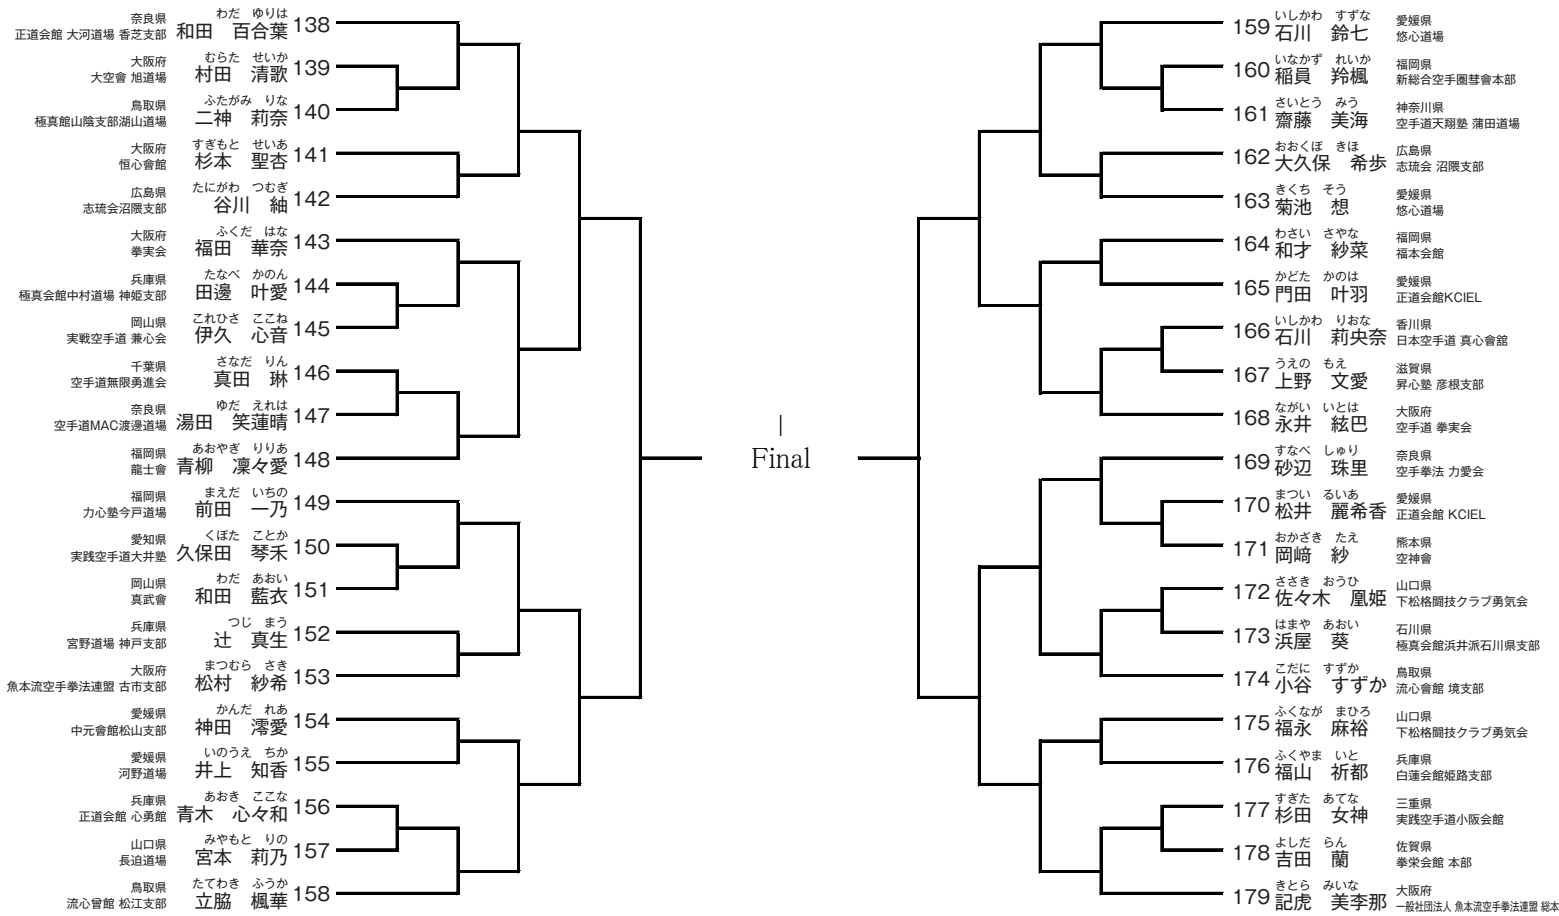 奈良県
正道会館 大河道場 香芝支部
わだ ゆりは
和田 百合葉 138
大阪府
大空會 旭道場
むらた せいか
村田 清歌 139
鳥取県
極真館山陰支部湖山道場
ふたがみ りな
二神 莉奈 140
大阪府
恒心會館
すぎもと せいあ
杉本 聖杏 141
広島県
志琉会沼隈支部
たにがわ つむぎ
谷川 紬 142
大阪府
拳実会
ふくだ はな
福田 華奈 143
兵庫県
極真会館中村道場 神姫支部
たなべ かのん
田邊 叶愛 144
岡山県
実戦空手道 兼心会
これひさ ここね
伊久 心音 145
千葉県
空手道無限勇進会
さなだ りん
真田 琳 146
奈良県
空手道MAC渡邊道場
ゆだ えれは
湯田 笑蓮晴 147
福岡県
龍士會
あおやぎ りりあ
青柳 凜々愛 148
福岡県
力心塾今戸道場
まえだ いちの
前田 一乃 149
愛知県
実践空手道大井塾
くぼた ことか
久保田 琴禾 150
岡山県
真武會
わだ あおい
和田 藍衣 151
兵庫県
宮野道場 神戸支部
つじ まう
辻 真生 152
大阪府
魚本流空手拳法連盟 古市支部
まつむら さき
松村 紗希 153
愛媛県
中元會館松山支部
かんだ れあ
神田 澪愛 154
愛媛県
河野道場
いのうえ ちか
井上 知香 155
兵庫県
正道会館 心勇館
あおき ここな
青木 心々和 156
山口県
長迫道場
みやもと りの
宮本 莉乃 157
鳥取県
流心曾館 松江支部
たてわき ふうか
立脇 楓華 158
|
Final
いしかわ すずな
159 石川 鈴七
愛媛県
悠心道場
いなかず れいか
160 稲員 羚楓
福岡県
新総合空手圏彗會本部
さいとう みう
161 齋藤 美海
神奈川県
空手道天翔塾 蒲田道場
おおくぼ きほ
162 大久保 希歩
広島県
志琉会 沼隈支部
きくち そう
163 菊池 想
愛媛県
悠心道場
わさい さやな
164 和才 紗菜
福岡県
福本会館
かどた かのは
165 門田 叶羽
愛媛県
正道会館KCIEL
いしかわ りおな
166 石川 莉央奈
香川県
日本空手道 真心會舘
うえの もえ
167 上野 文愛
滋賀県
昇心塾 彦根支部
ながい いとは
168 永井 絃巴
大阪府
空手道 拳実会
すなべ しゅり
169 砂辺 珠里
奈良県
空手拳法 力愛会
まつい るいあ
170 松井 麗希香
愛媛県
正道会館 KCIEL
おかざき たえ
171 岡﨑 紗
熊本県
空神會
ささき おうひ
172 佐々木 凰姫
山口県
下松格闘技クラブ勇気会
はまや あおい
173 浜屋 葵
石川県
極真会館浜井派石川県支部
こだに すずか
174 小谷 すずか
鳥取県
流心會館 境支部
ふくなが まひろ
175 福永 麻裕
山口県
下松格闘技クラブ勇気会
ふくやま いと
176 福山 祈都
兵庫県
白蓮会館姫路支部
すぎた あてな
177 杉田 女神
三重県
実践空手道小阪会館
よしだ らん
178 吉田 蘭
佐賀県
拳栄会館 本部
きとら みいな
179 記虎 美李那
大阪府
一般社団法人 魚本流空手拳法連盟 総本